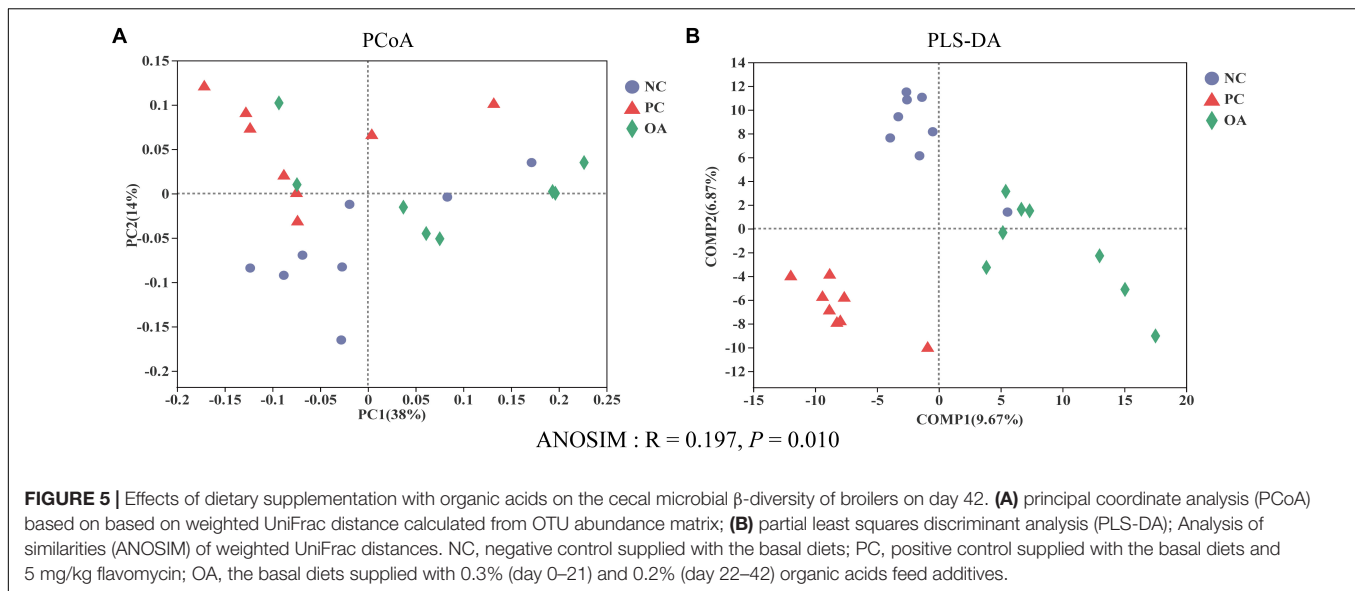 A
PCoA
0.15
0.1
0.05
0
-0.05
-0.1
-0.15
-0.2
PC2(14%)
-0.2 -0.15 -0.1 -0.05 0 0.05 0.1 0.15 0.2 0.25
PC1(38%)
NC
PC
OA
B
PLS-DA
14
12
10
8
6
4
2
0
-2
-4
-6
-8
-10
-12
COMP2(6.87%)
-15 -10 -5 0 5 10 15 20
COMP1(9.67%)
NC
PC
OA
ANOSIM : R = 0.197, P = 0.010
FIGURE 5 | Effects of dietary supplementation with organic acids on the cecal microbial β-diversity of broilers on day 42. (A) principal coordinate analysis (PCoA)
based on based on weighted UniFrac distance calculated from OTU abundance matrix; (B) partial least squares discriminant analysis (PLS-DA); Analysis of
similarities (ANOSIM) of weighted UniFrac distances. NC, negative control supplied with the basal diets; PC, positive control supplied with the basal diets and
5 mg/kg flavomycin; OA, the basal diets supplied with 0.3% (day 0–21) and 0.2% (day 22–42) organic acids feed additives.